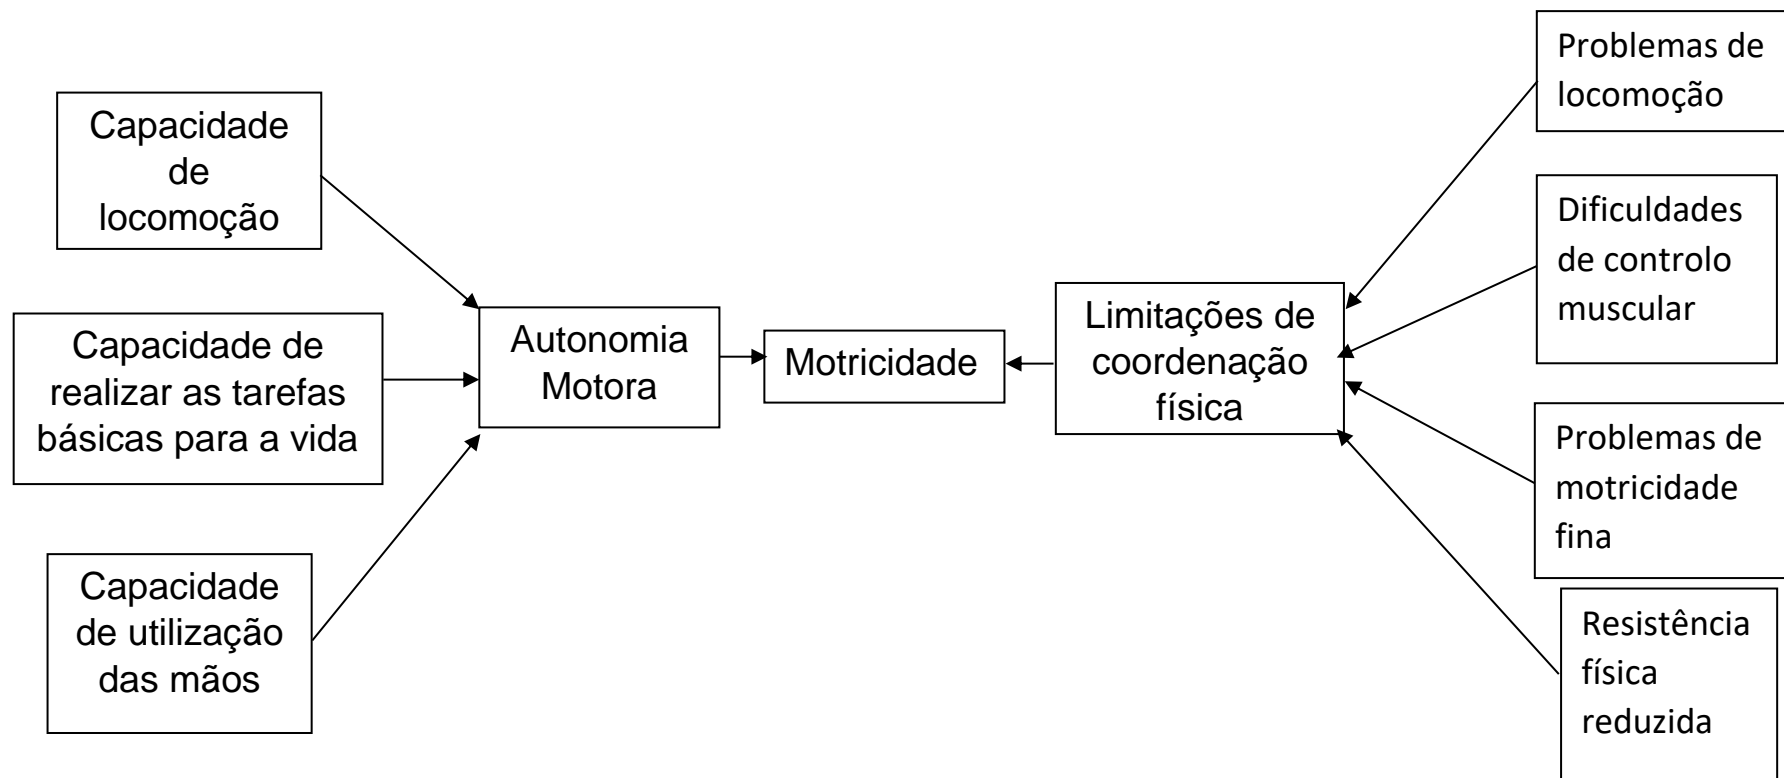 Capacidade
de
locomoção
Capacidade de
realizar as tarefas
básicas para a vida
Capacidade
de utilização
das mãos
Autonomia
Motora
Motricidade
Limitações de
coordenação
física
Problemas de
locomoção
Dificuldades
de controlo
muscular
Problemas de
motricidade
fina
Resistência
física
reduzida